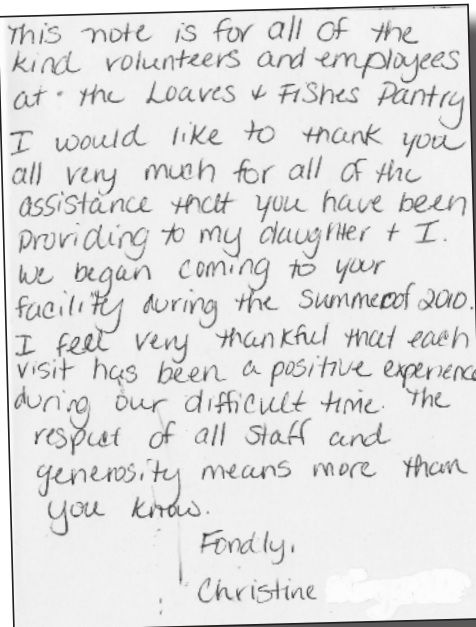 This note is for all of the
kind volunteers and employees
at the Loaves & Fishes Pantry
I would like to thank you
all very much for all of the
assistance that you have been
providing to my daughter + I.
We began coming to your
facility during the Summer of 2010.
I feel very thankful that each
visit has been a positive experience
during our difficult time. The
respect of all staff and
generosity means more than
you know.
Fondly,
Christine